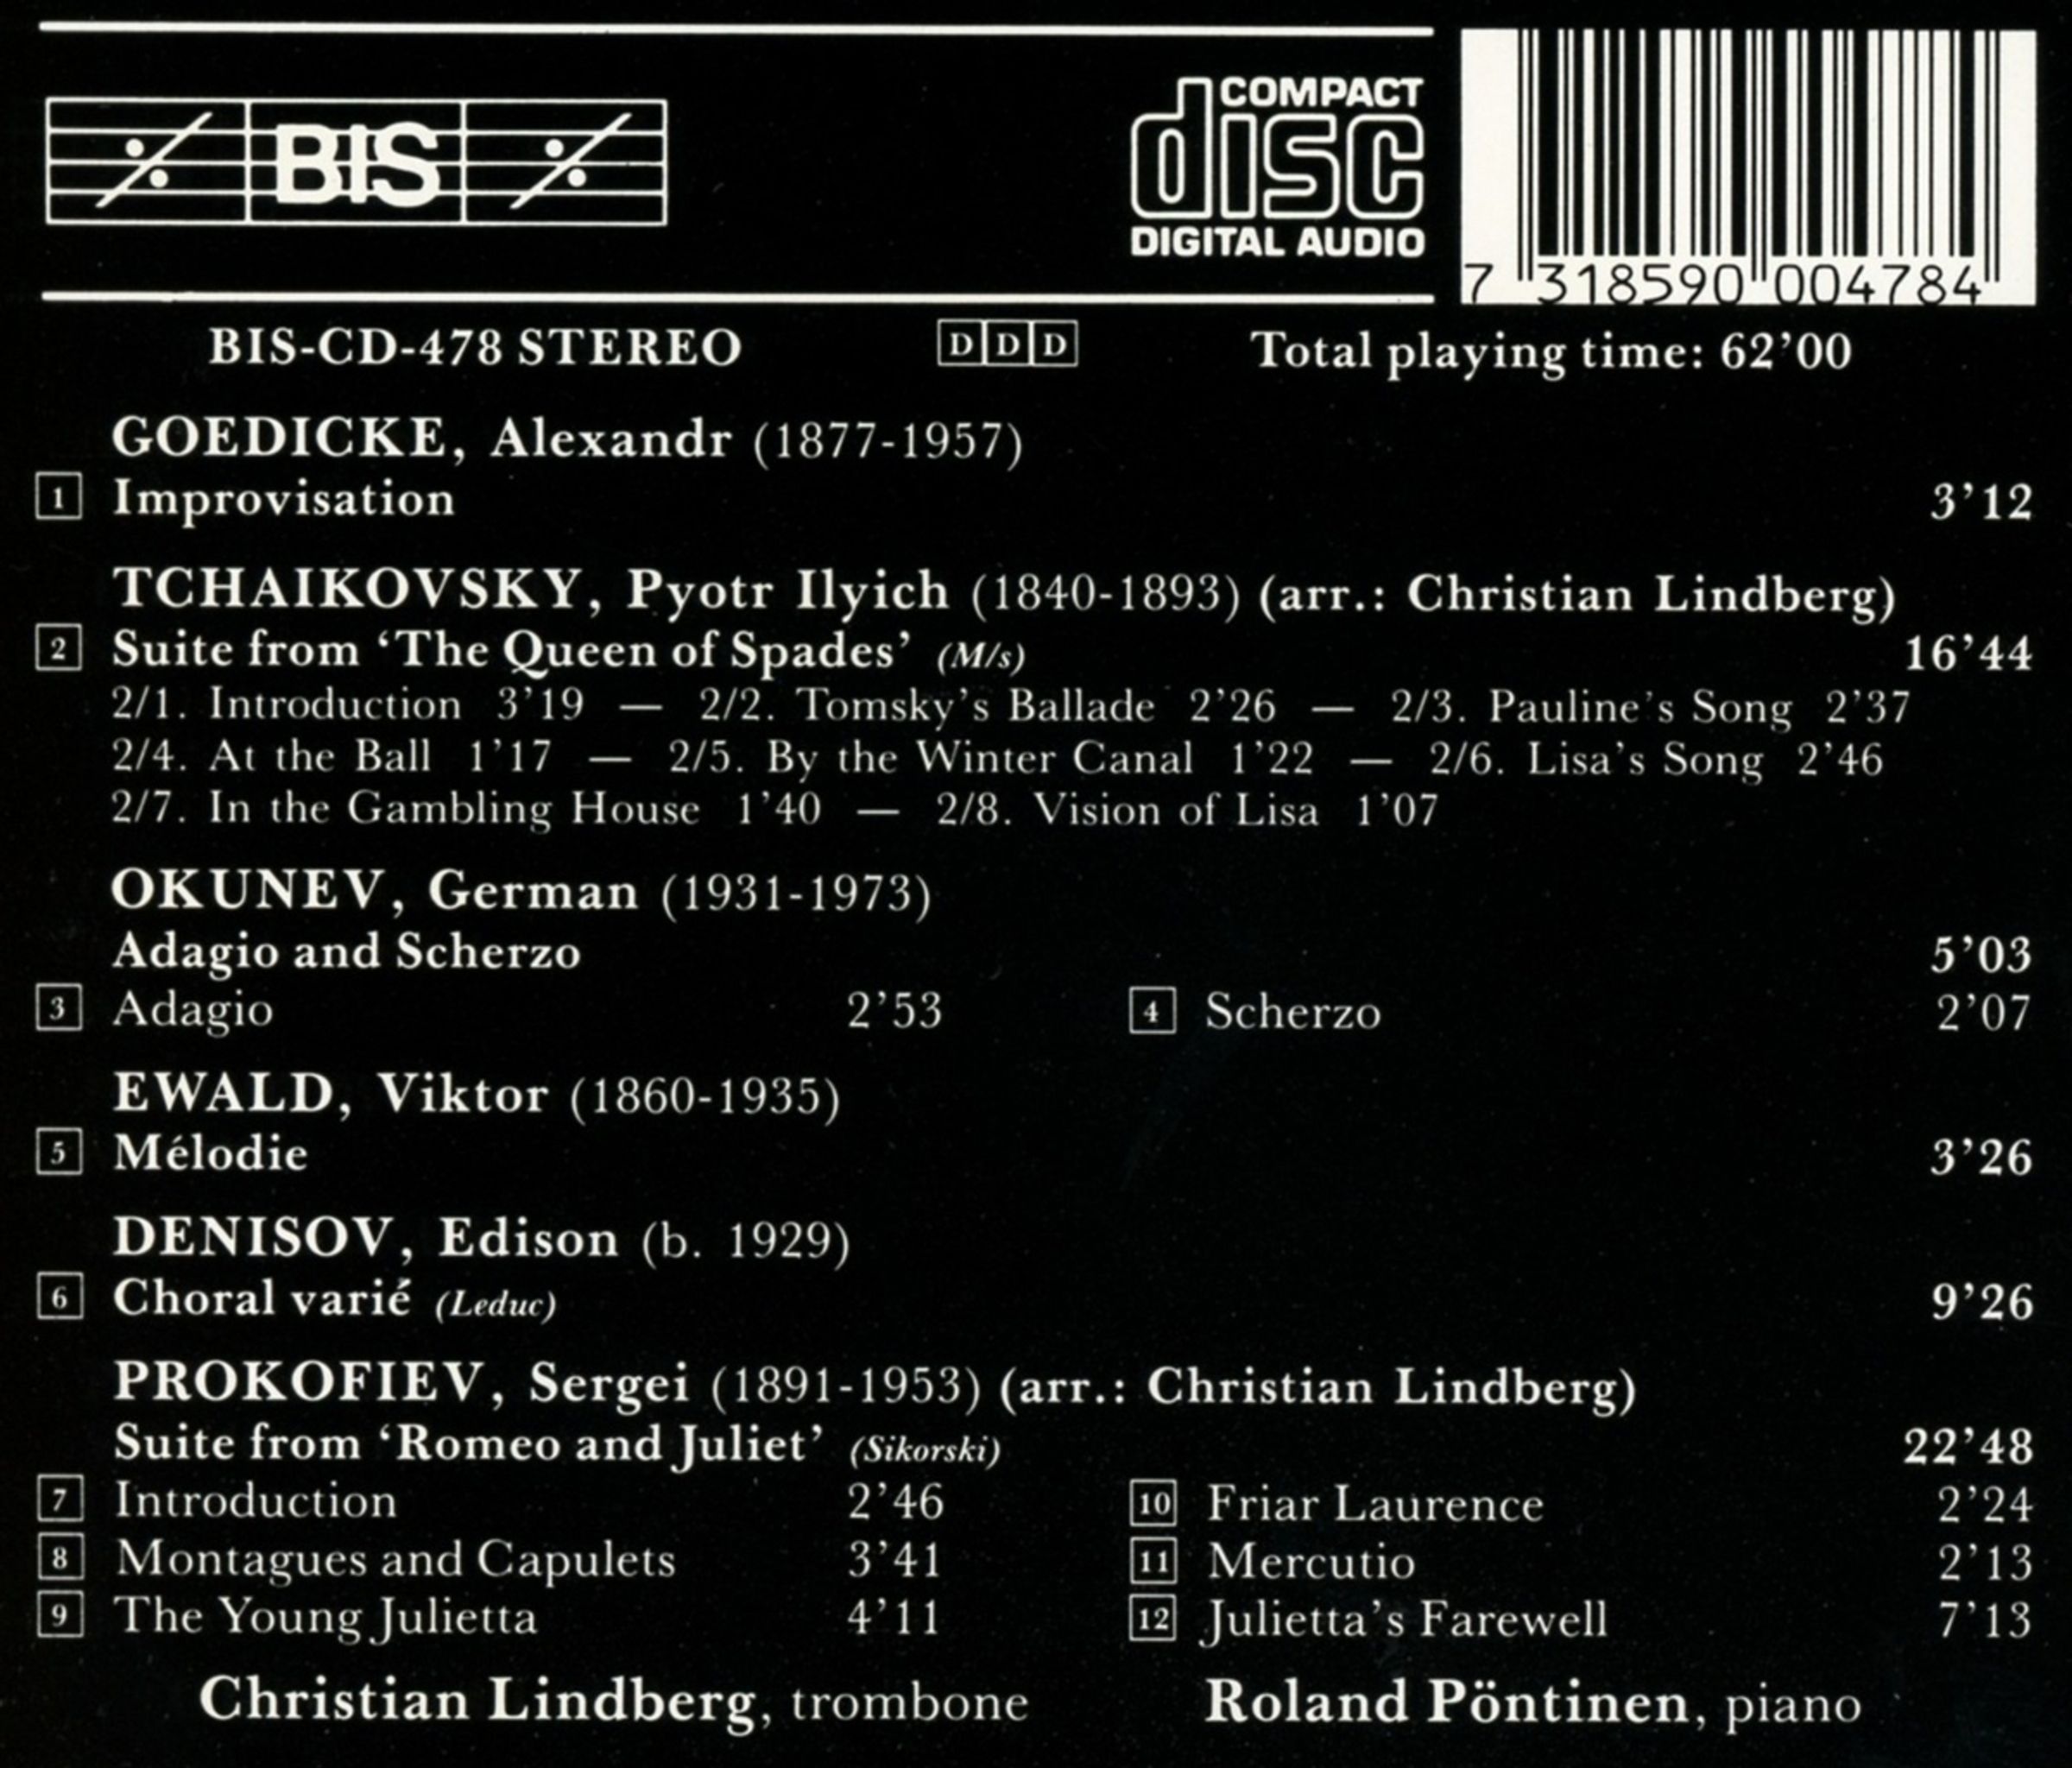 BIS
COMPACT
disc
DIGITAL AUDIO
7 318590 004784
BIS-CD-478 STEREO D D D Total playing time: 62’00
GOEDICKE, Alexandr (1877-1957)
1 Improvisation 3’12
TCHAIKOVSKY, Pyotr Ilyich (1840-1893) (arr.: Christian Lindberg)
2 Suite from ‘The Queen of Spades’ (M/s) 16’44
2/1. Introduction 3’19 — 2/2. Tomsky’s Ballade 2’26 — 2/3. Pauline’s Song 2’37
2/4. At the Ball 1’17 — 2/5. By the Winter Canal 1’22 — 2/6. Lisa’s Song 2’46
2/7. In the Gambling House 1’40 — 2/8. Vision of Lisa 1’07
OKUNEV, German (1931-1973)
Adagio and Scherzo 5’03
3 Adagio 2’53 4 Scherzo 2’07
EWALD, Viktor (1860-1935)
5 Mélodie 3’26
DENISOV, Edison (b. 1929)
6 Choral varié (Leduc) 9’26
PROKOFIEV, Sergei (1891-1953) (arr.: Christian Lindberg)
Suite from ‘Romeo and Juliet’ (Sikorski) 22’48
7 Introduction 2’46 10 Friar Laurence 2’24
8 Montagues and Capulets 3’41 11 Mercutio 2’13
9 The Young Julietta 4’11 12 Julietta’s Farewell 7’13
Christian Lindberg, trombone Roland Pöntinen, piano